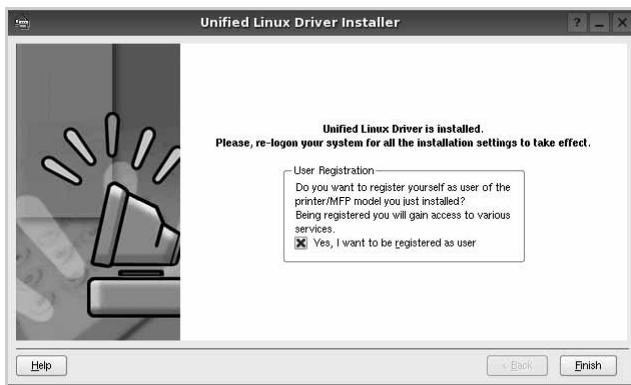 Unified Linux Driver Installer
Unified Linux Driver is installed.
Please, re-logon your system for all the installation settings to take effect.
User Registration
Do you want to register yourself as user of the
printer/MFP model you just installed?
Being registered you will gain access to various
services.
Yes, I want to be registered as user
Help
< Back
Finish